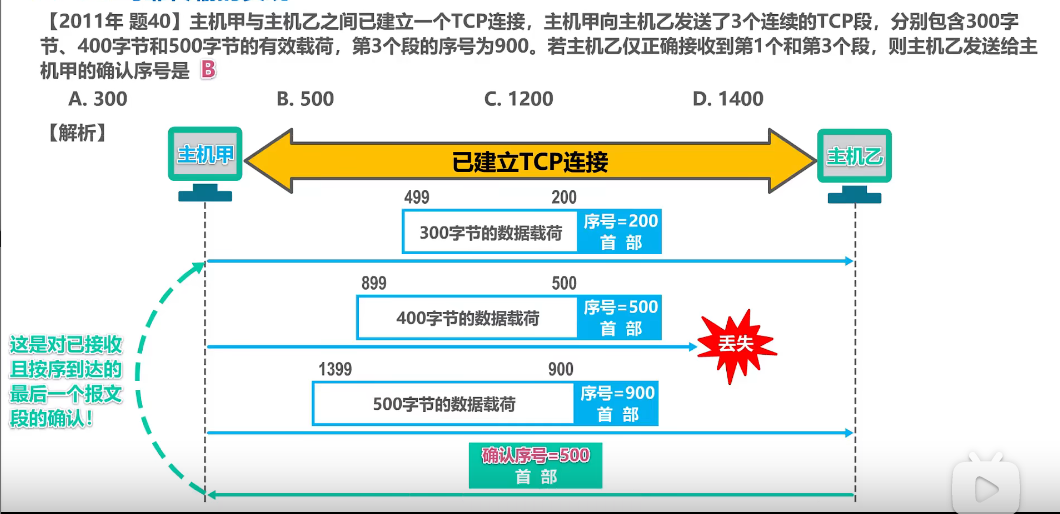 【2011年 题40】主机甲与主机乙之间已建立一个TCP连接，主机甲向主机乙发送了3个连续的TCP段，分别包含300字
节、400字节和500字节的有效载荷，第3个段的序号为900。若主机乙仅正确接收到第1个和第3个段，则主机乙发送给主
机甲的确认序号是 B
A. 300 B. 500 C. 1200 D. 1400
【解析】
主机甲
已建立TCP连接
主机乙
499 200
300字节的数据载荷
序号=200
首 部
899 500
400字节的数据载荷
序号=500
首 部
丢失
1399 900
500字节的数据载荷
序号=900
首 部
这是对已接收
且按序到达的
最后一个报文
段的确认！
确认序号=500
首 部